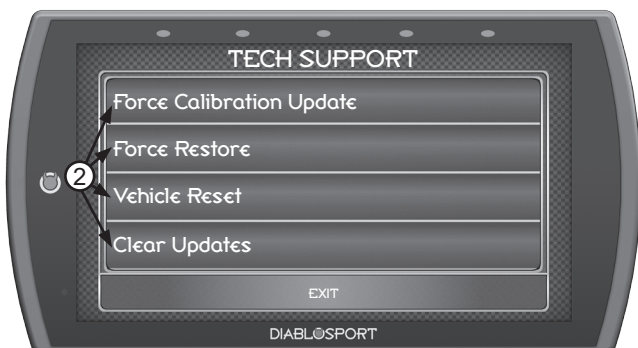 TECH SUPPORT
Force Calibration Update
Force Restore
2
Vehicle Reset
Clear Updates
EXIT
DIABLOSPORT